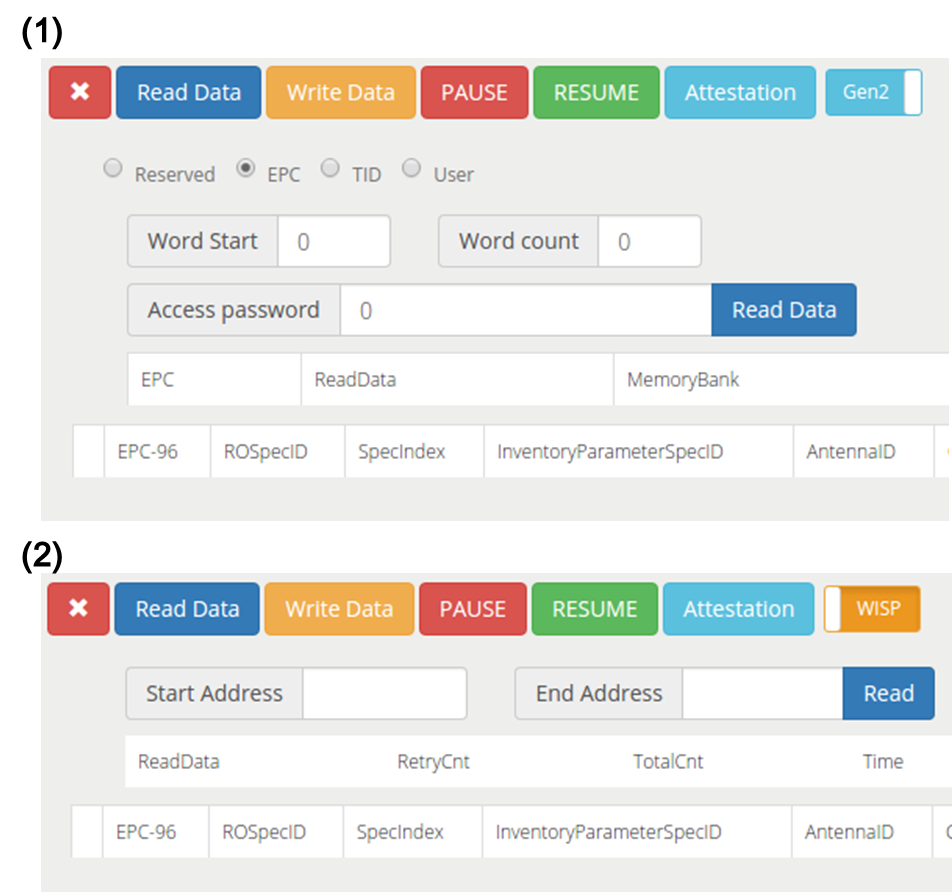 (1)
✖ Read Data Write Data PAUSE RESUME Attestation Gen2
Reserved EPC TID User
Word Start 0 Word count 0
Access password 0 Read Data
EPC ReadData MemoryBank
EPC-96 ROSpecID SpecIndex InventoryParameterSpecID AntennaID
(2)
✖ Read Data Write Data PAUSE RESUME Attestation WISP
Start Address End Address Read
ReadData RetryCnt TotalCnt Time
EPC-96 ROSpecID SpecIndex InventoryParameterSpecID AntennaID